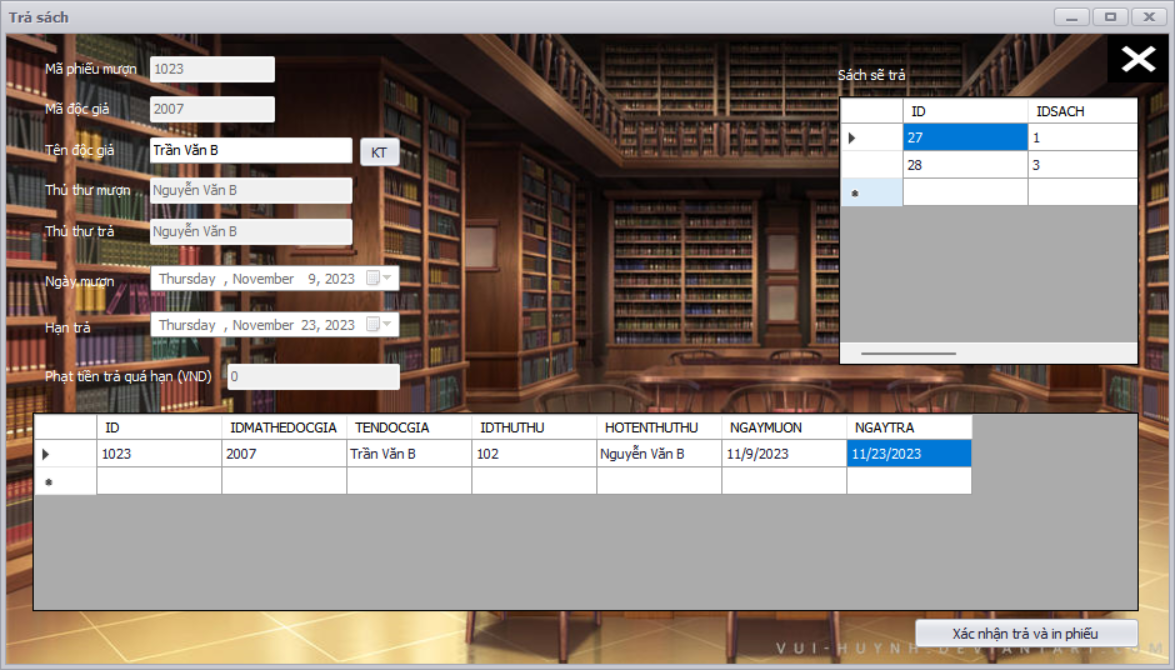 Trả sách
Mã phiếu mượn 1023
Sách sẽ trả
Mã độc giả 2007
ID IDSACH
27 1
28 3
Tên độc giả Trần Văn B KT
Thủ thư mượn Nguyễn Văn B
Thủ thư trả Nguyễn Văn B
Ngày mượn Thursday , November 9, 2023
Hạn trả Thursday , November 23, 2023
Phạt tiền trả quá hạn (VND) 0
ID IDMATHEDOCGIA TENDOCGIA IDTHUTHU HOTENTHUTHU NGAYMUON NGAYTRA
1023 2007 Trần Văn B 102 Nguyễn Văn B 11/9/2023 11/23/2023
Xác nhận trả và in phiếu
VUI-HUYNH.DEVIANTART.COM